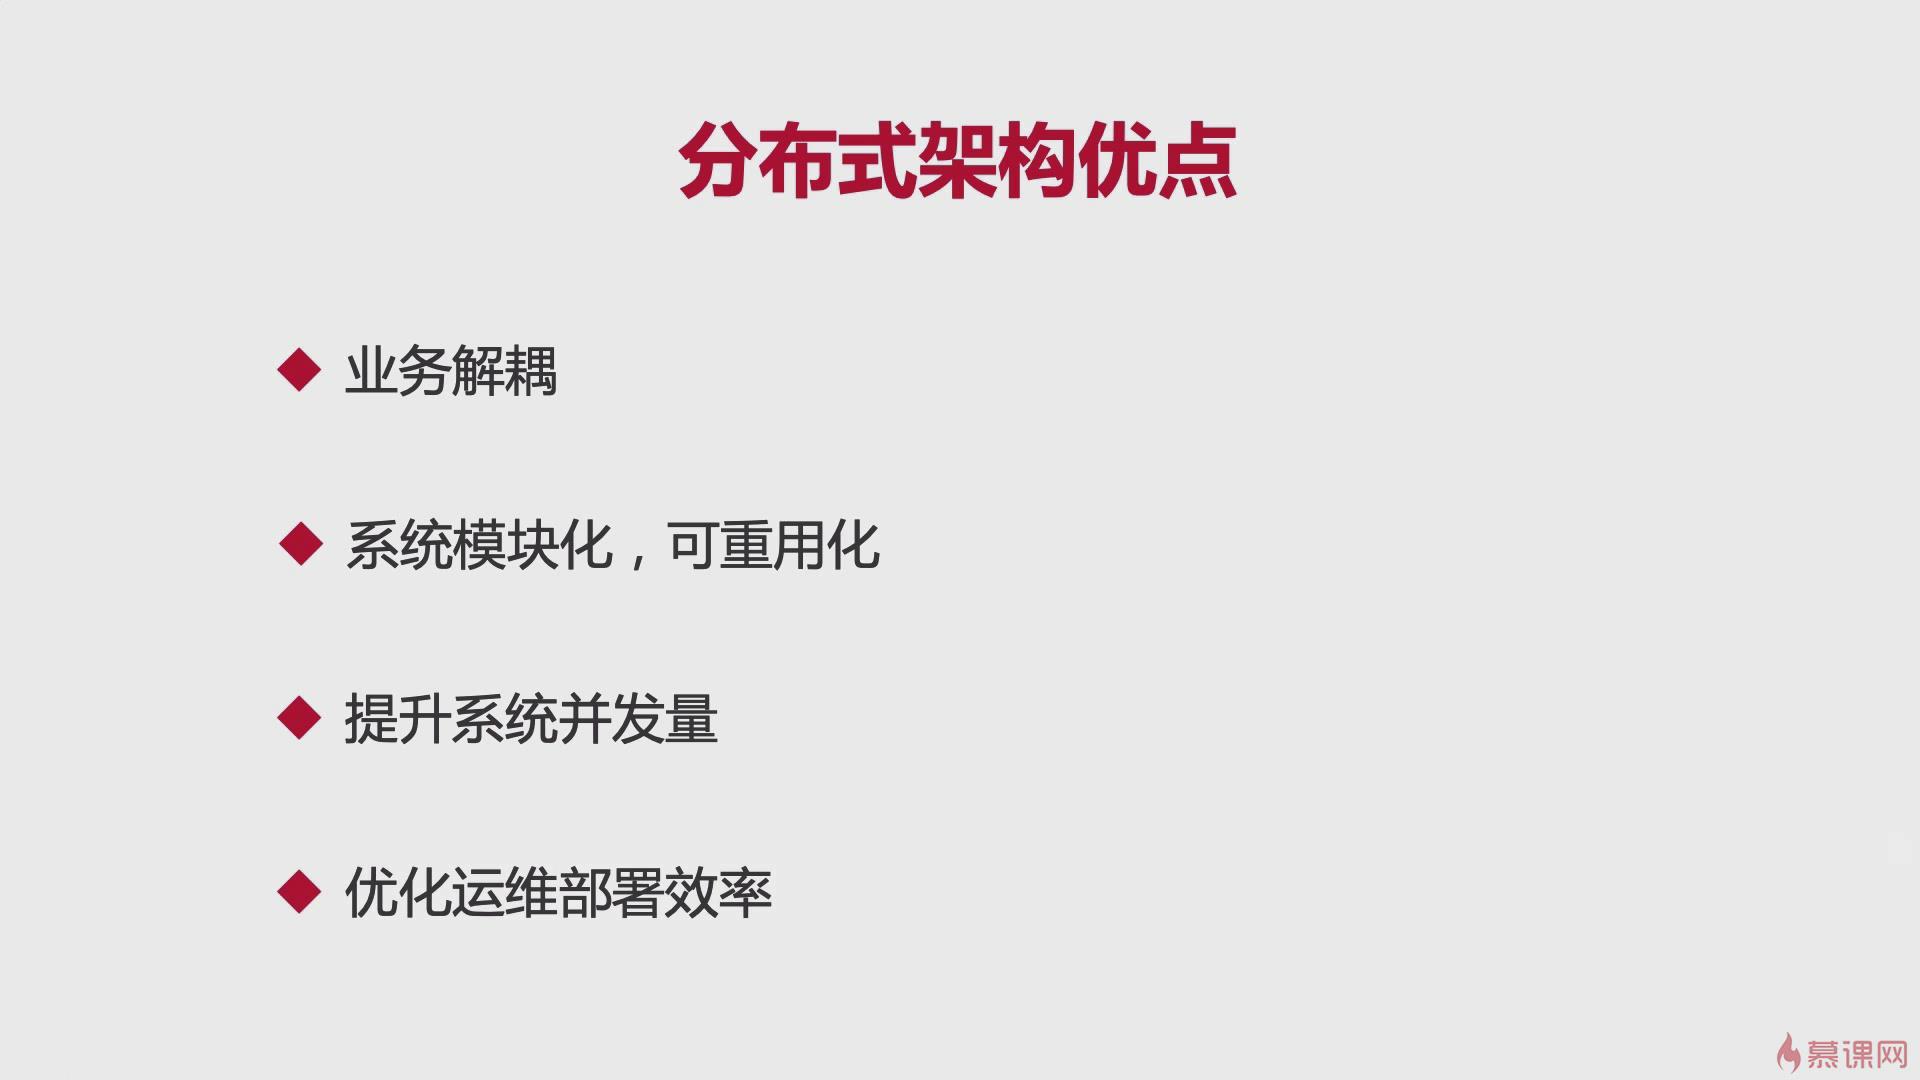 分布式架构优点
业务解耦
系统模块化，可重用化
提升系统并发量
优化运维部署效率
慕课网